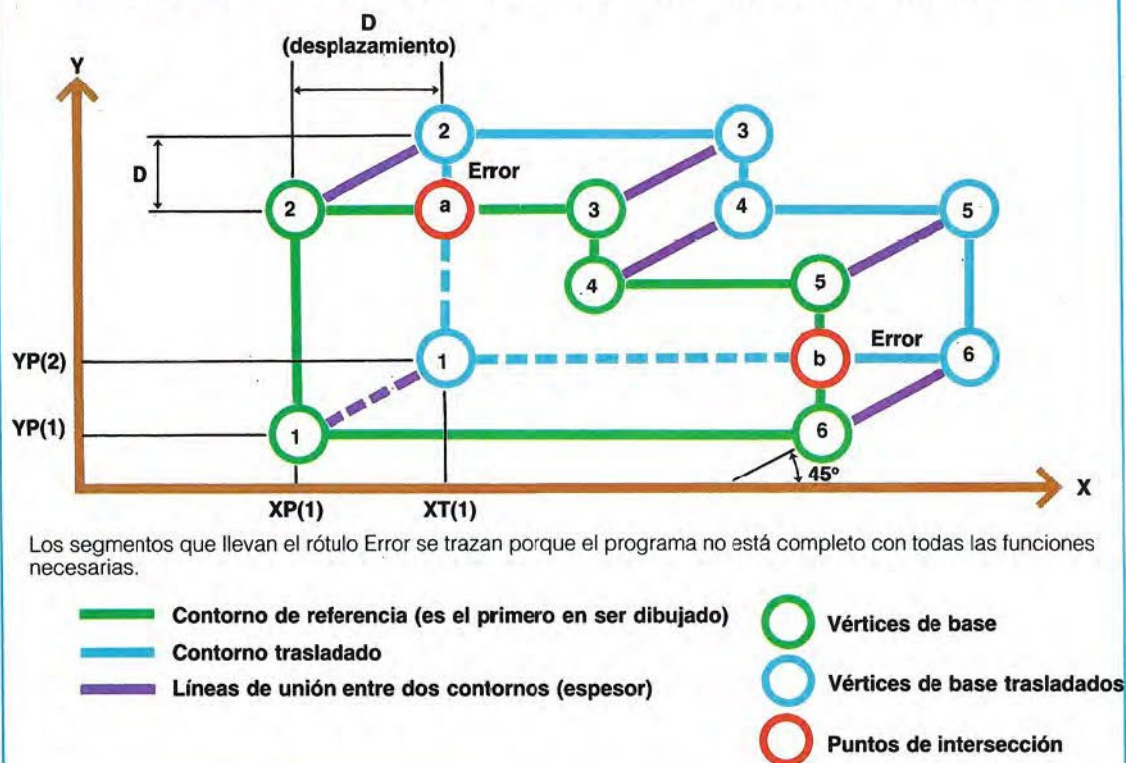 D
(desplazamiento)
Y
2
3
D
Error
2
a
3
4
5
4
5
YP(2)
1
b
Error
6
YP(1)
1
6
45°
X
XP(1)
XT(1)
Los segmentos que llevan el rótulo Error se trazan porque el programa no está completo con todas las funciones
necesarias.
Contorno de referencia (es el primero en ser dibujado)
Contorno trasladado
Líneas de unión entre dos contornos (espesor)
Vértices de base
Vértices de base trasladados
Puntos de intersección